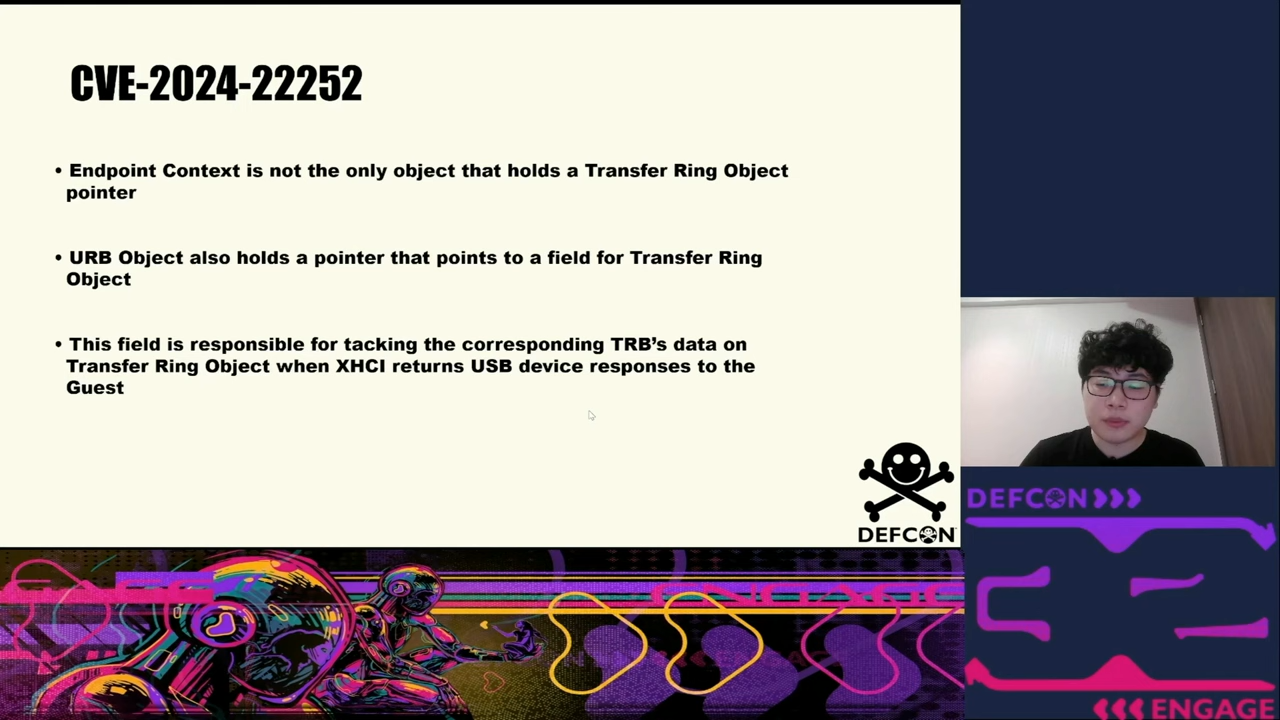 CVE-2024-22252
• Endpoint Context is not the only object that holds a Transfer Ring Object
pointer
• URB Object also holds a pointer that points to a field for Transfer Ring
Object
• This field is responsible for tacking the corresponding TRB’s data on
Transfer Ring Object when XHCI returns USB device responses to the
Guest
DEFCON
DEFCON
ENGAGE